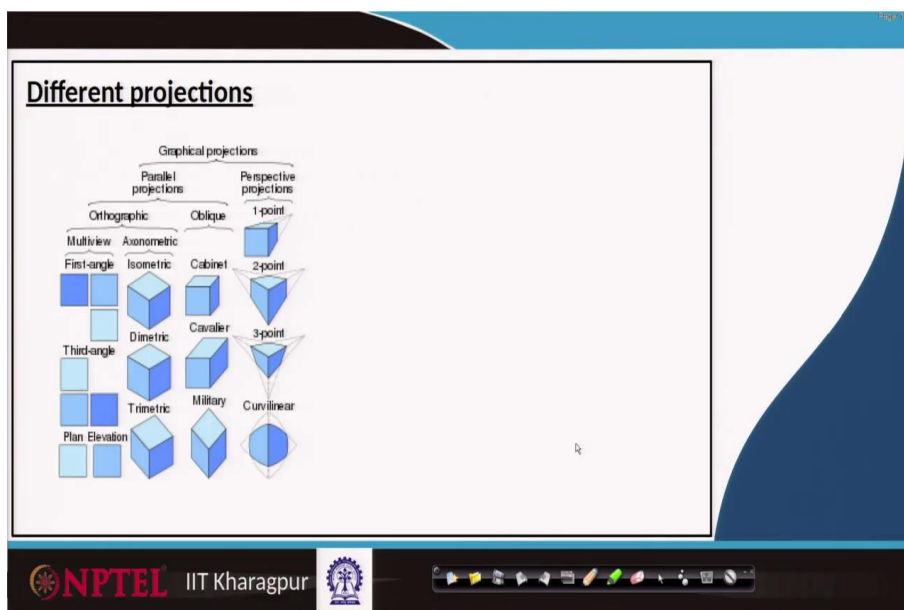 Different projections
Graphical projections
Parallel
projections
Perspective
projections
Orthographic
Oblique
1-point
Multiview
Axonometric
First-angle
Isometric
Cabinet
2-point
Third-angle
Dimetric
Cavalier
3-point
Trimetric
Military
Curvilinear
Plan
Elevation
NPTEL
IIT Kharagpur